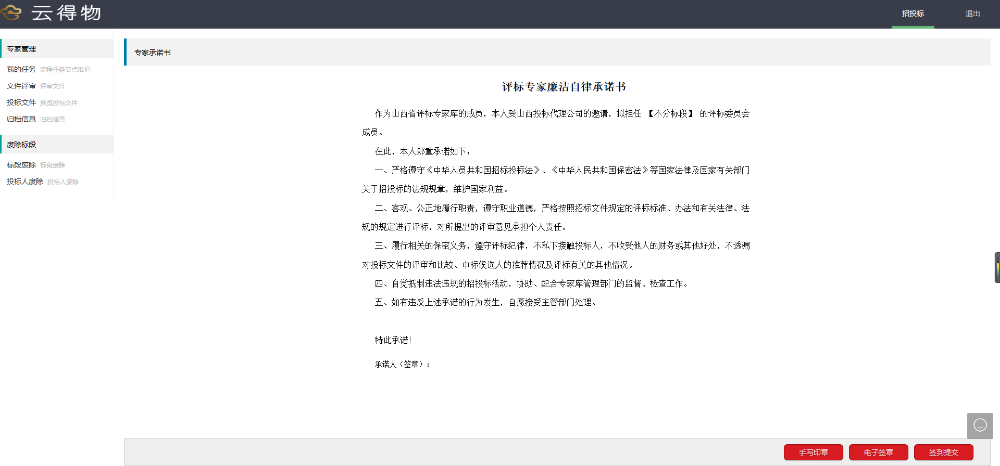 云得物
招投标
退出
专家管理
我的任务 流程任务节点维护
文件评审 评审文件
投标文件 预览投标文件
归档信息 归档信息
废除标段
标段废除 标段废除
投标人废除 投标人废除
专家承诺书
评标专家廉洁自律承诺书
作为山西省评标专家库的成员，本人受山西投标代理公司的邀请，拟担任 【不分标段】 的评标委员会
成员。
在此，本人郑重承诺如下：
一、严格遵守《中华人员共和国招标投标法》、《中华人民共和国保密法》等国家法律及国家有关部门
关于招投标的法规规章，维护国家利益。
二、客观、公正地履行职责，遵守职业道德，严格按照招标文件规定的评标标准、办法和有关法律、法
规的规定进行评标，对所提出的评审意见承担个人责任。
三、履行相关的保密义务，遵守评标纪律，不私下接触投标人，不收受他人的财务或其他好处，不透漏
对投标文件的评审和比较、中标候选人的推荐情况及评标有关的其他情况。
四、自觉抵制违法违规的招投标活动，协助、配合专家库管理部门的监督、检查工作。
五、如有违反上述承诺的行为发生，自愿接受主管部门处理。
特此承诺！
承诺人（签章）：
手写印章
电子签章
签到提交